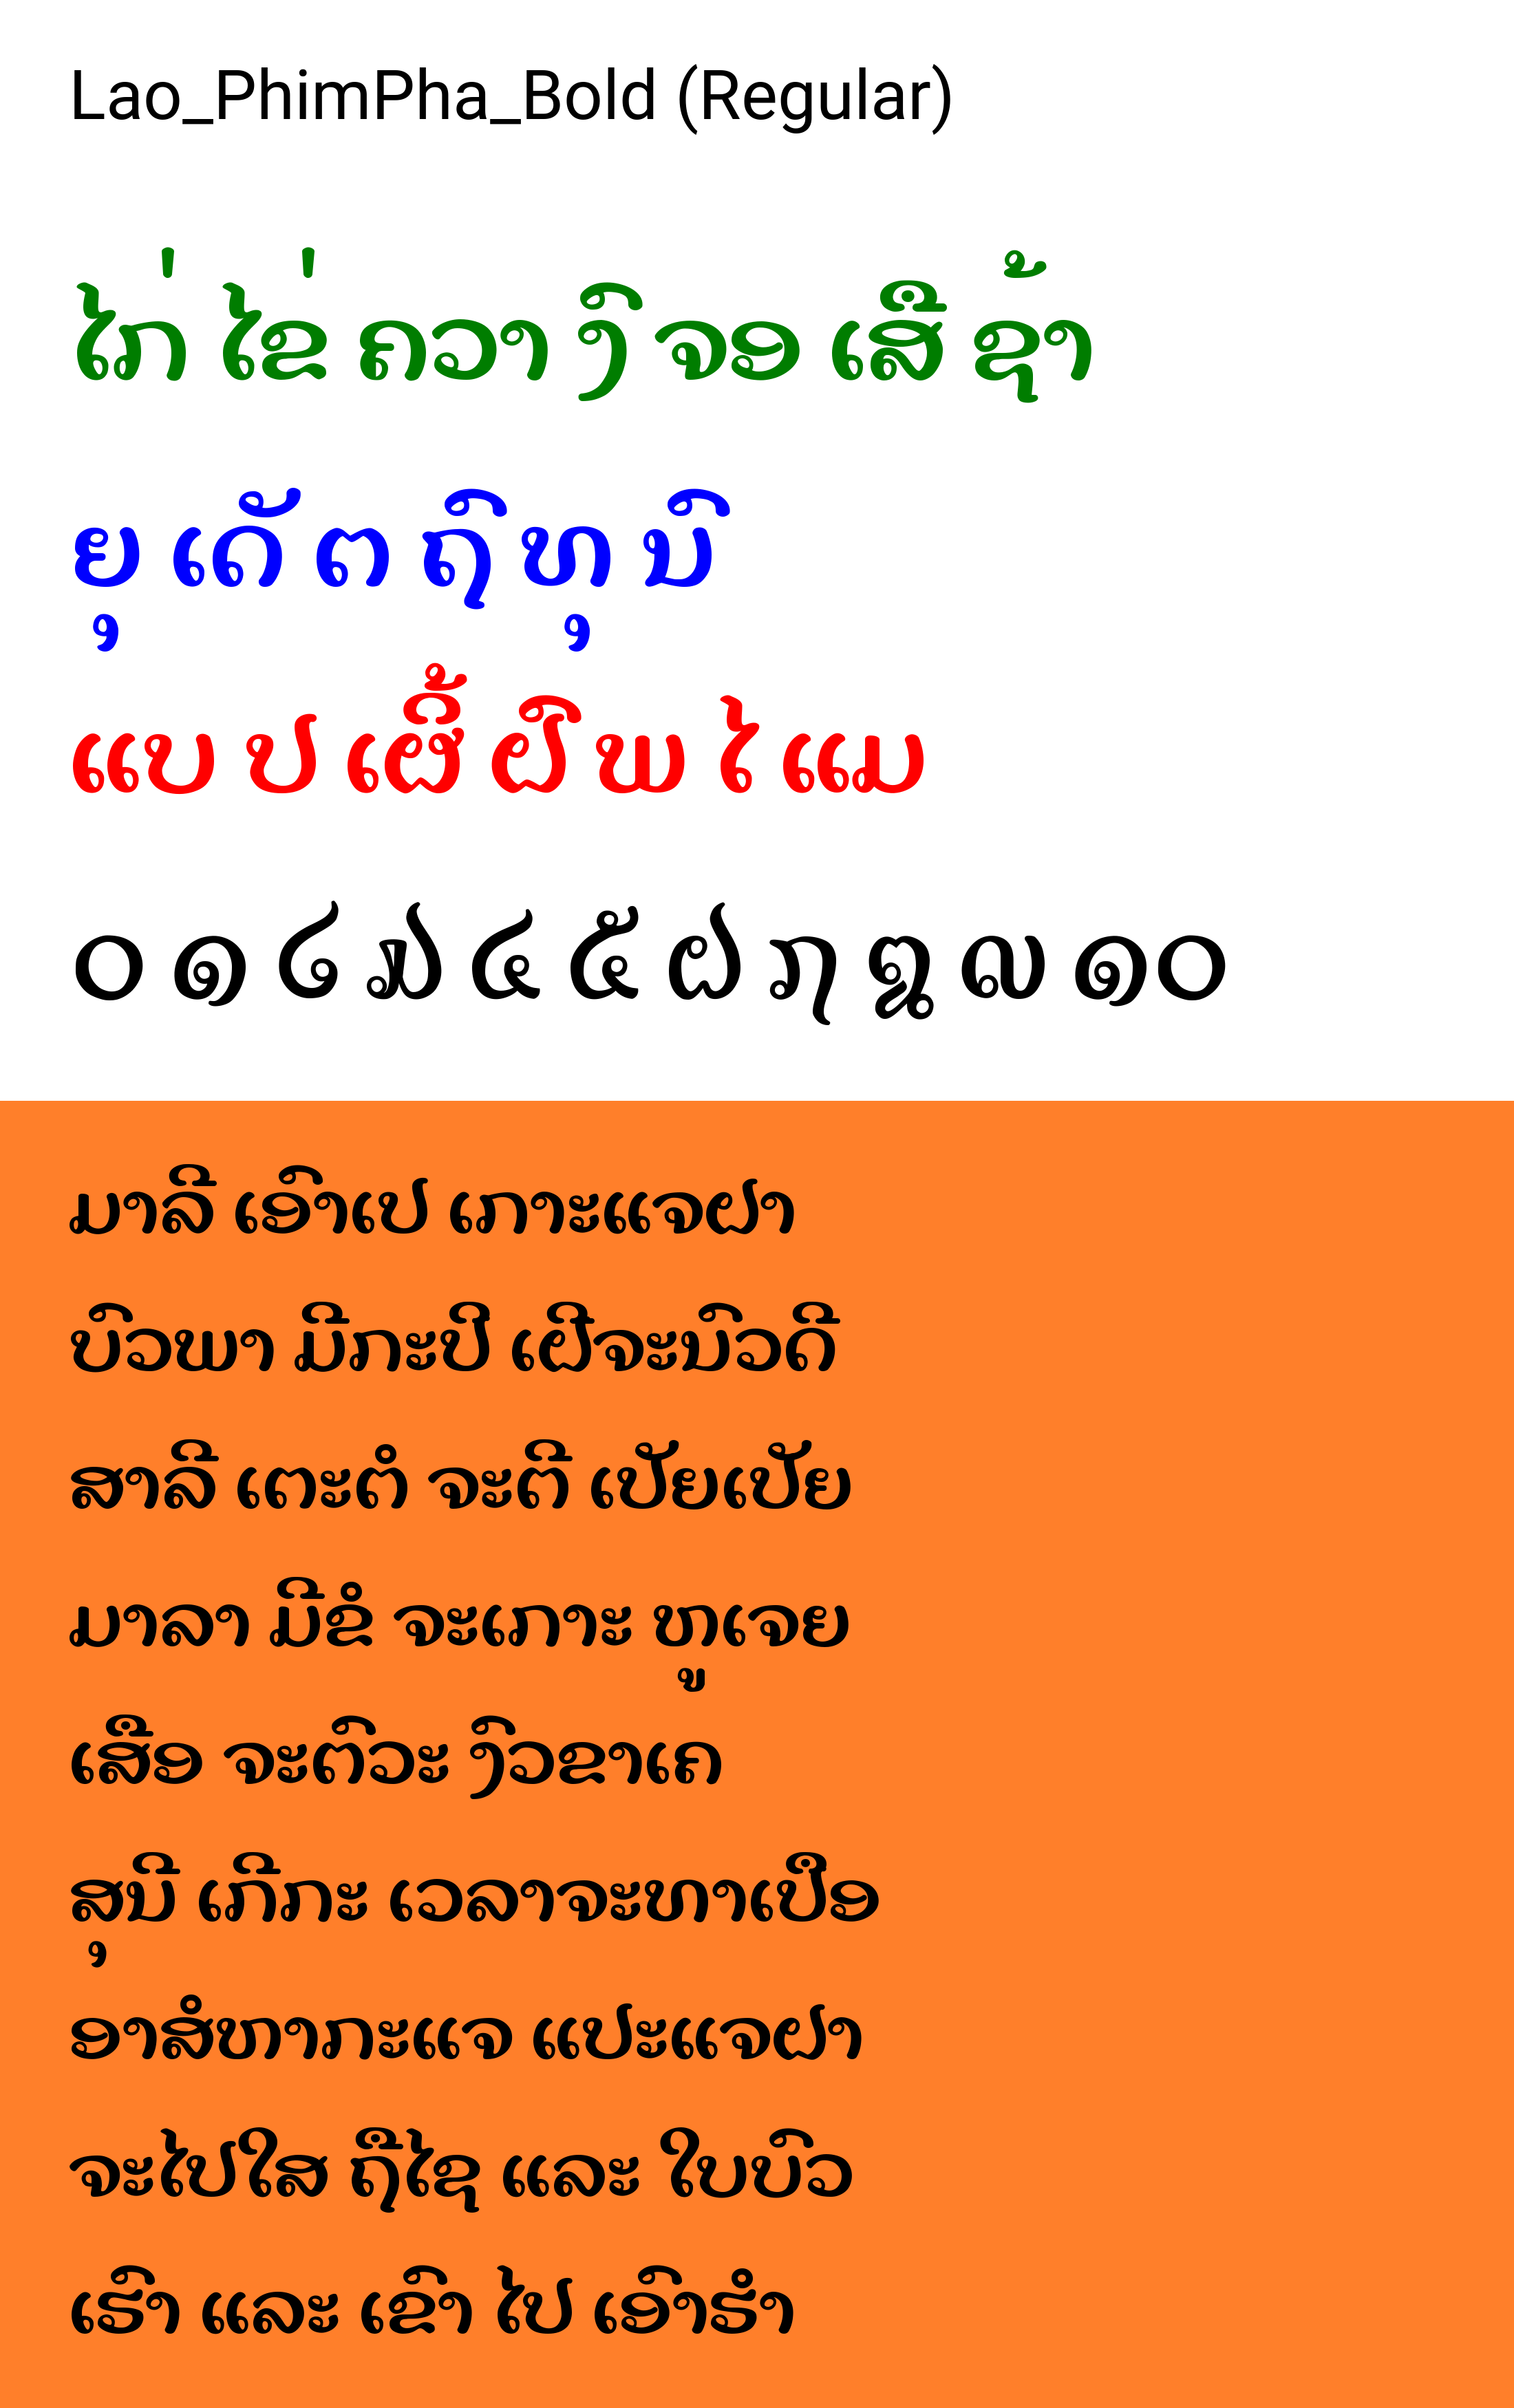 Lao_PhimPha_Bold (Regular)
ໄກ່ ໄຂ່ ຄວາ ງົ ຈອ ເສື ຊ້າ
ຍຸ ເດັ ຕ ຖົ ທຸ ນົ
ແບ ປ ເຜິ້ ຝົ ພ ໄ ແມ
໐ ໑ ໒ ໓ ໔ ໕ ໖ ໗ ໘ ໙ ໑໐
ມາລີ ເອົາເປ ເກາະແຈຝາ
ບົວພາ ມີກະປິ ເຝີຈະນົວດີ
ສາລີ ເຕະຕໍ ຈະຕີ ເປັຍເປັຍ
ມາລາ ມີຂໍ ຈະເກາະ ຫູເຈຍ
ເສືອ ຈະຕົວະ ງົວຂາເຄ
ສຸນີ ເກີກະ ເວລາຈະທາເປືອ
ອາສໍຫາກະແຈ ແປະແຈຝາ
ຈະໄປໃສ ຖືໄຊ ແລະ ໃບບົວ
ເຮົາ ແລະ ເຂົາ ໄປ ເອົາຮໍາ